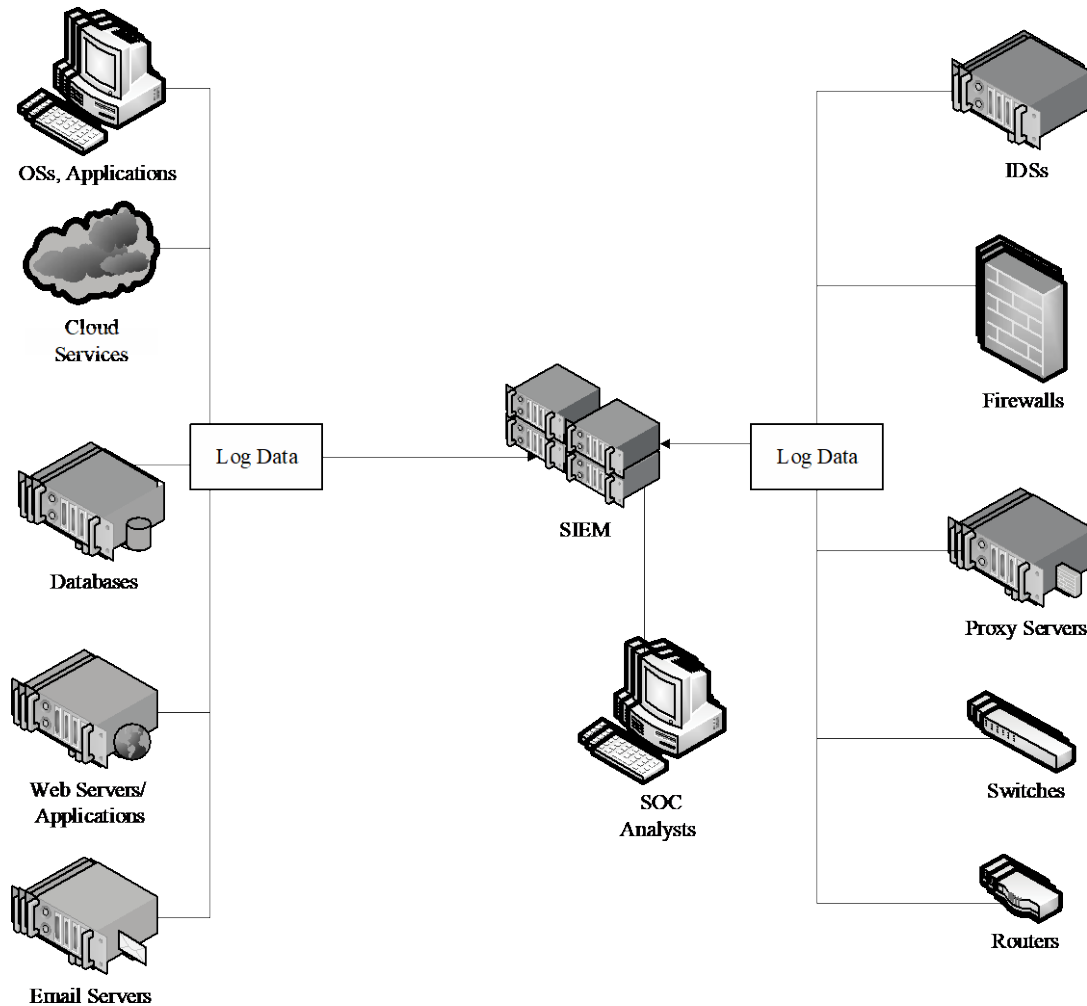 OSs, Applications
Cloud
Services
Log Data
Databases
Web Servers/
Applications
Email Servers
SIEM
SOC
Analysts
IDSs
Firewalls
Log Data
Proxy Servers
Switches
Routers